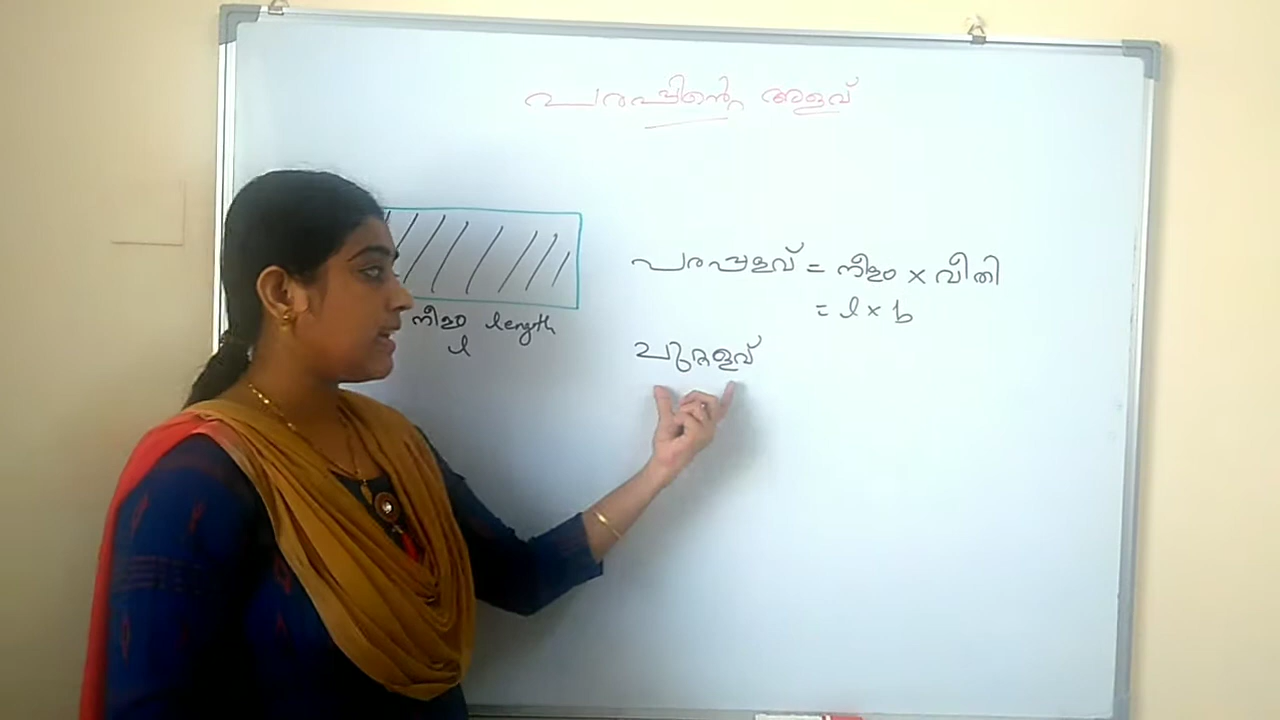 പരപ്പിന്റെ അളവ്
പരപ്പളവ് = നീളം × വീതി
= l × b
നീളം length
l
ചുറ്റളവ്